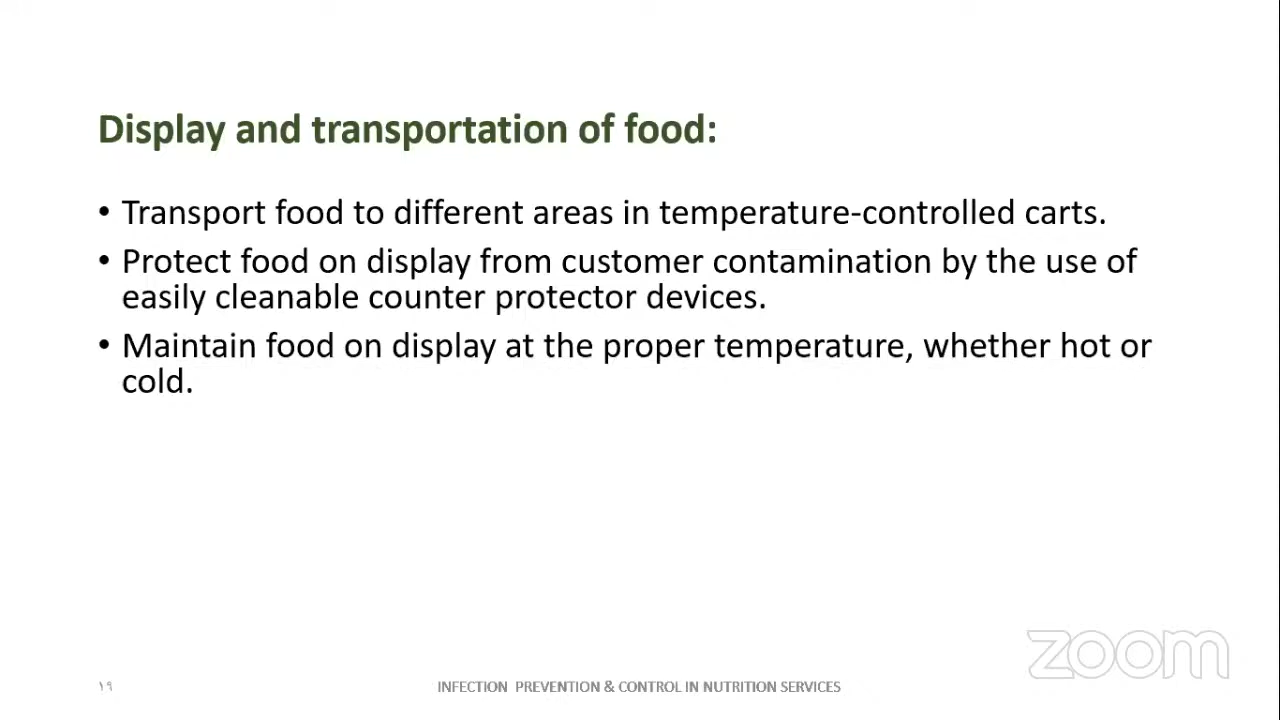 Display and transportation of food:
• Transport food to different areas in temperature-controlled carts.
• Protect food on display from customer contamination by the use of
easily cleanable counter protector devices.
• Maintain food on display at the proper temperature, whether hot or
cold.
zoom
١٩
INFECTION PREVENTION & CONTROL IN NUTRITION SERVICES